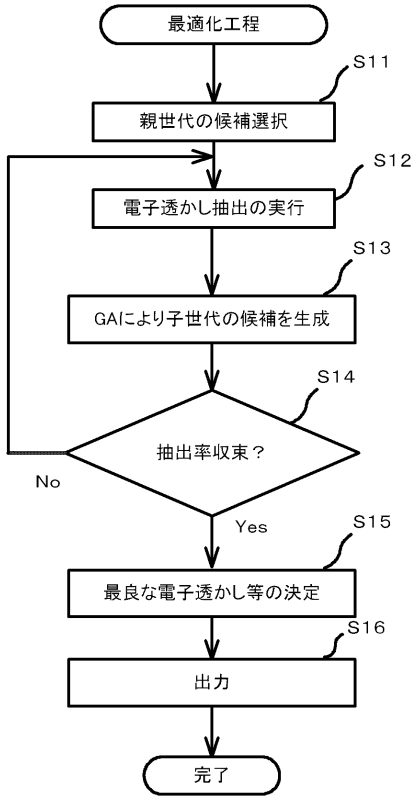 最適化工程
S11
親世代の候補選択
S12
電子透かし抽出の実行
S13
GAにより子世代の候補を生成
S14
抽出率収束？
No
Yes
S15
最良な電子透かし等の決定
S16
出力
完了